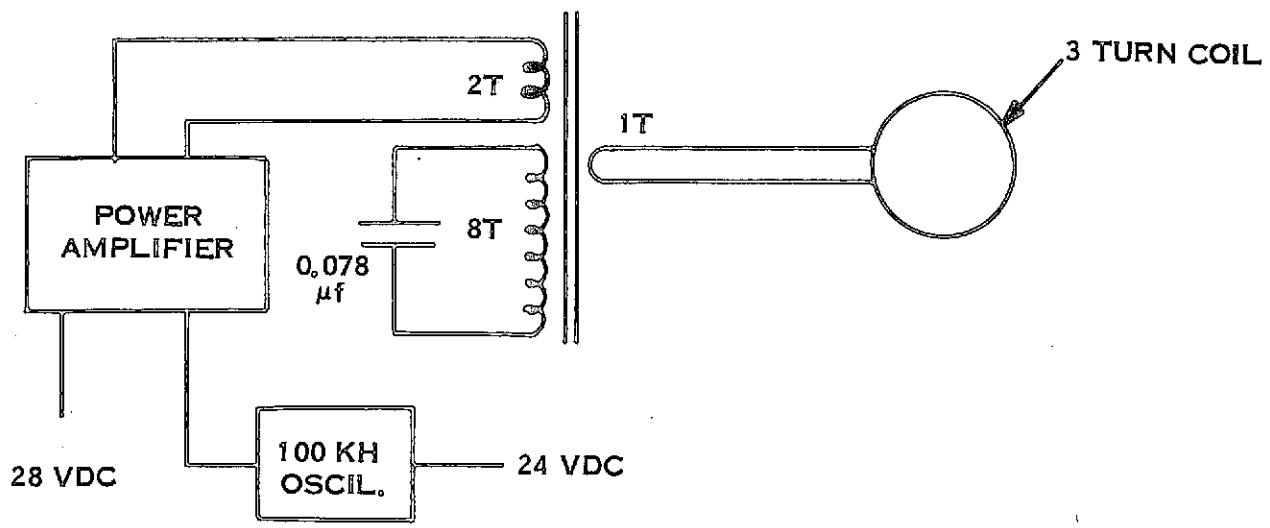 3 TURN COIL
2T
1T
POWER
AMPLIFIER
8T
0.078
μf
28 VDC
100 KH
OSCIL.
24 VDC